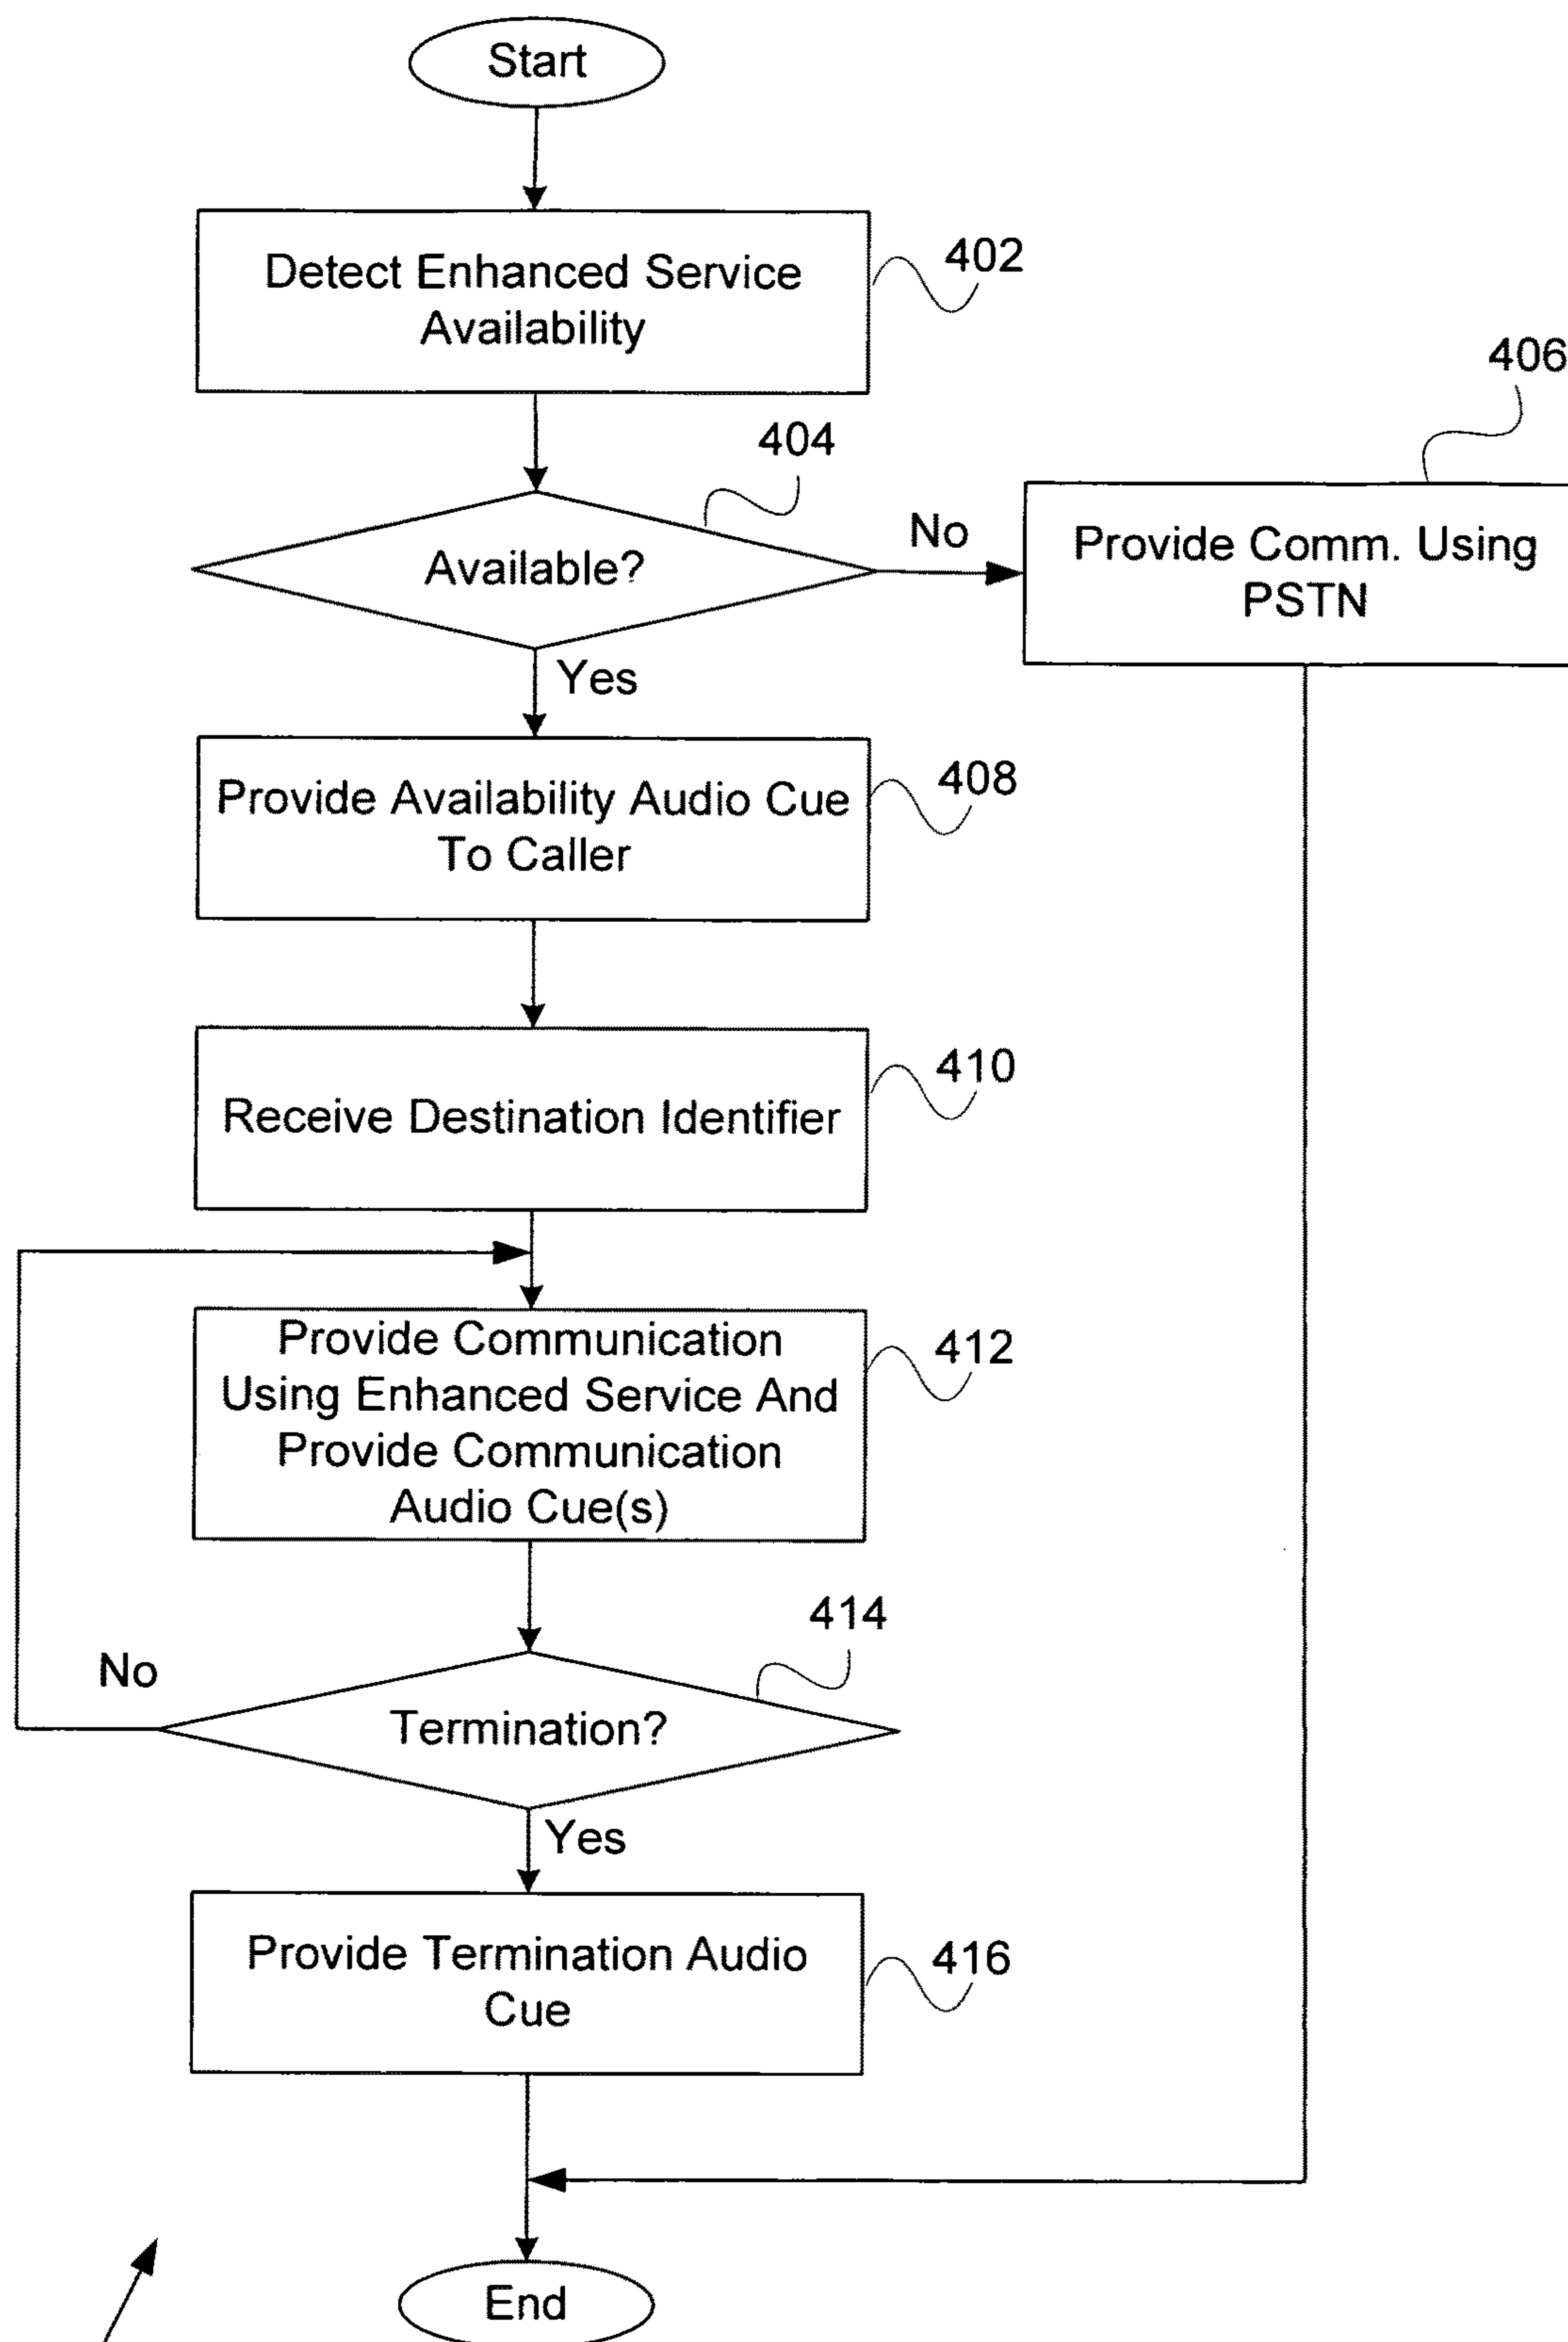 Start
Detect Enhanced Service
Availability
402
404
Available?
No
406
Provide Comm. Using
PSTN
Yes
Provide Availability Audio Cue
To Caller
408
Receive Destination Identifier
410
Provide Communication
Using Enhanced Service And
Provide Communication
Audio Cue(s)
412
414
No
Termination?
Yes
Provide Termination Audio
Cue
416
End